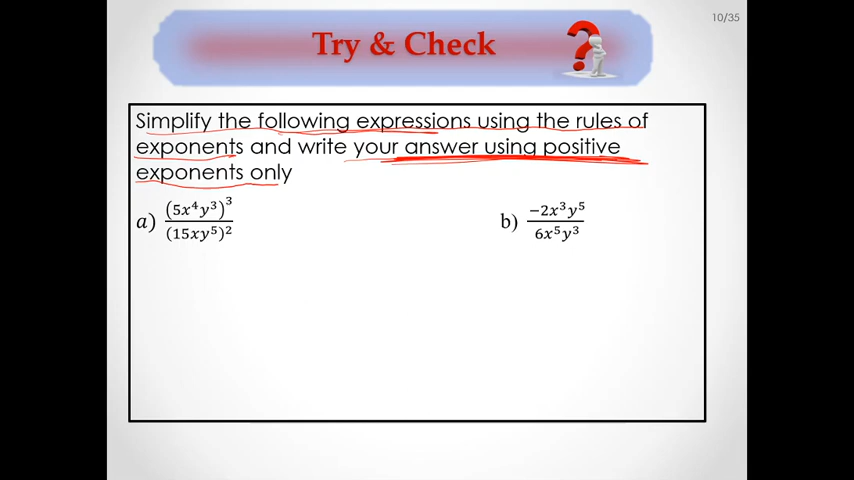 10/35
Try & Check
Simplify the following expressions using the rules of
exponents and write your answer using positive
exponents only
a) (5x⁴y³)³ / (15xy⁵)² b) −2x³y⁵ / 6x⁵y³